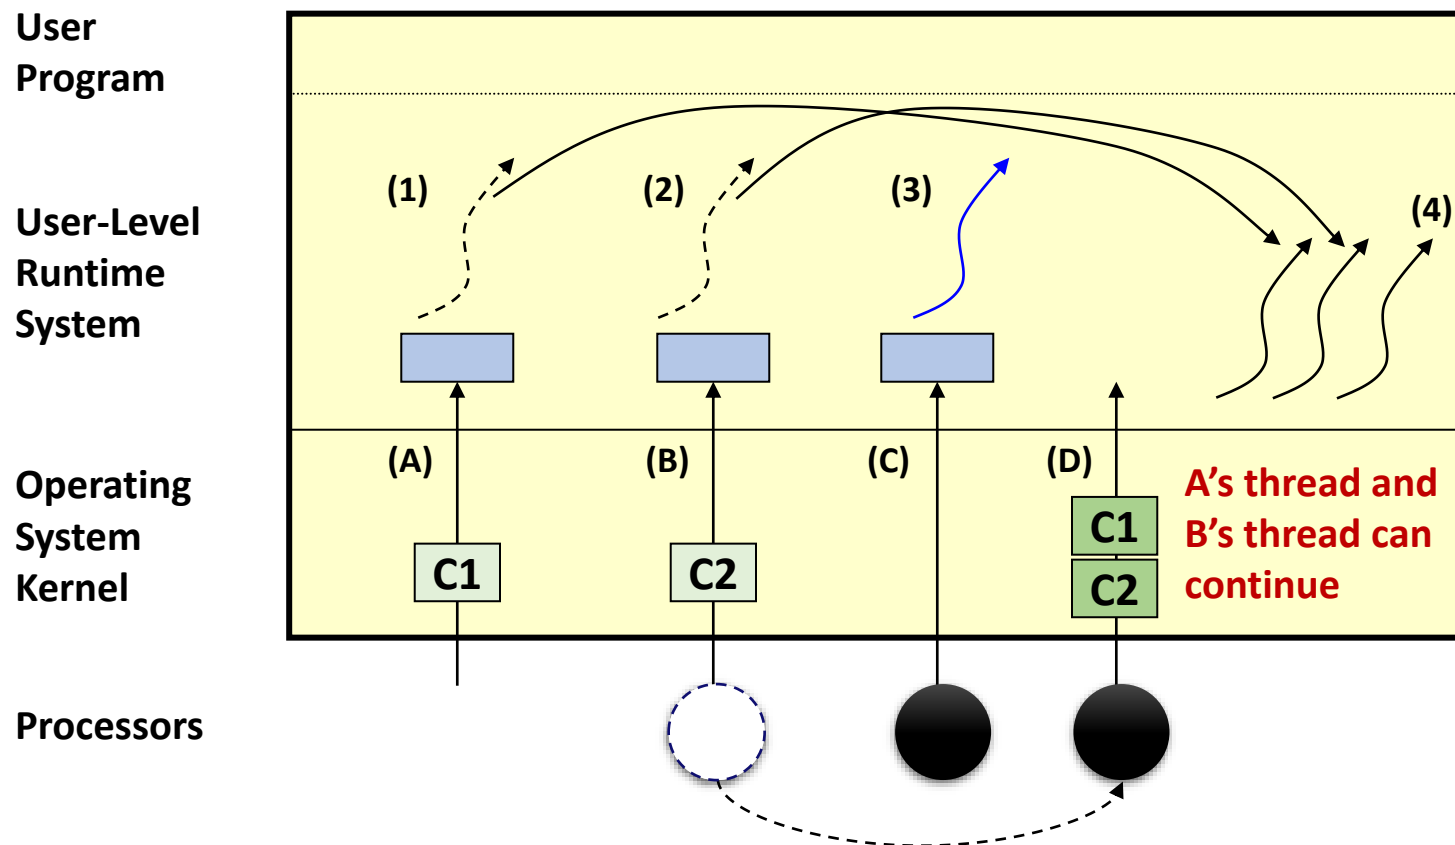 User
Program
(1)
(2)
(3)
(4)
User-Level
Runtime
System
(A)
(B)
(C)
(D)
Operating
System
Kernel
C1
C2
C1
C2
A’s thread and
B’s thread can
continue
Processors